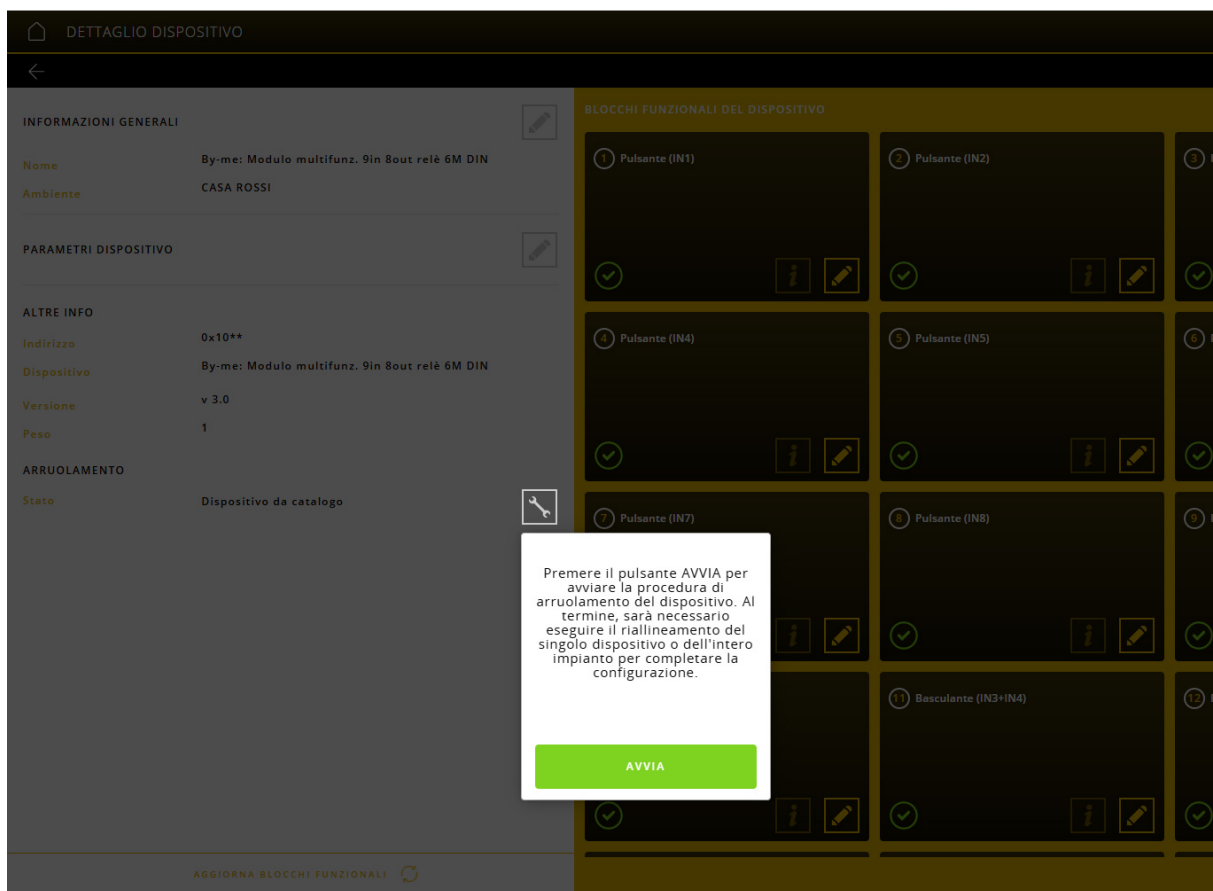 DETTAGLIO DISPOSITIVO
INFORMAZIONI GENERALI
Nome By-me: Modulo multifunz. 9in 8out relè 6M DIN
Ambiente CASA ROSSI
PARAMETRI DISPOSITIVO
ALTRE INFO
Indirizzo 0x10**
Dispositivo By-me: Modulo multifunz. 9in 8out relè 6M DIN
Versione v 3.0
Peso 1
ARRUOLAMENTO
Stato Dispositivo da catalogo
AGGIORNA BLOCCHI FUNZIONALI
BLOCCHI FUNZIONALI DEL DISPOSITIVO
1 Pulsante (IN1)
2 Pulsante (IN2)
3
4 Pulsante (IN4)
5 Pulsante (IN5)
6
7 Pulsante (IN7)
8 Pulsante (IN8)
9
11 Basculante (IN3+IN4)
12
Premere il pulsante AVVIA per
avviare la procedura di
arruolamento del dispositivo. Al
termine, sarà necessario
eseguire il riallineamento del
singolo dispositivo o dell'intero
impianto per completare la
configurazione.
AVVIA